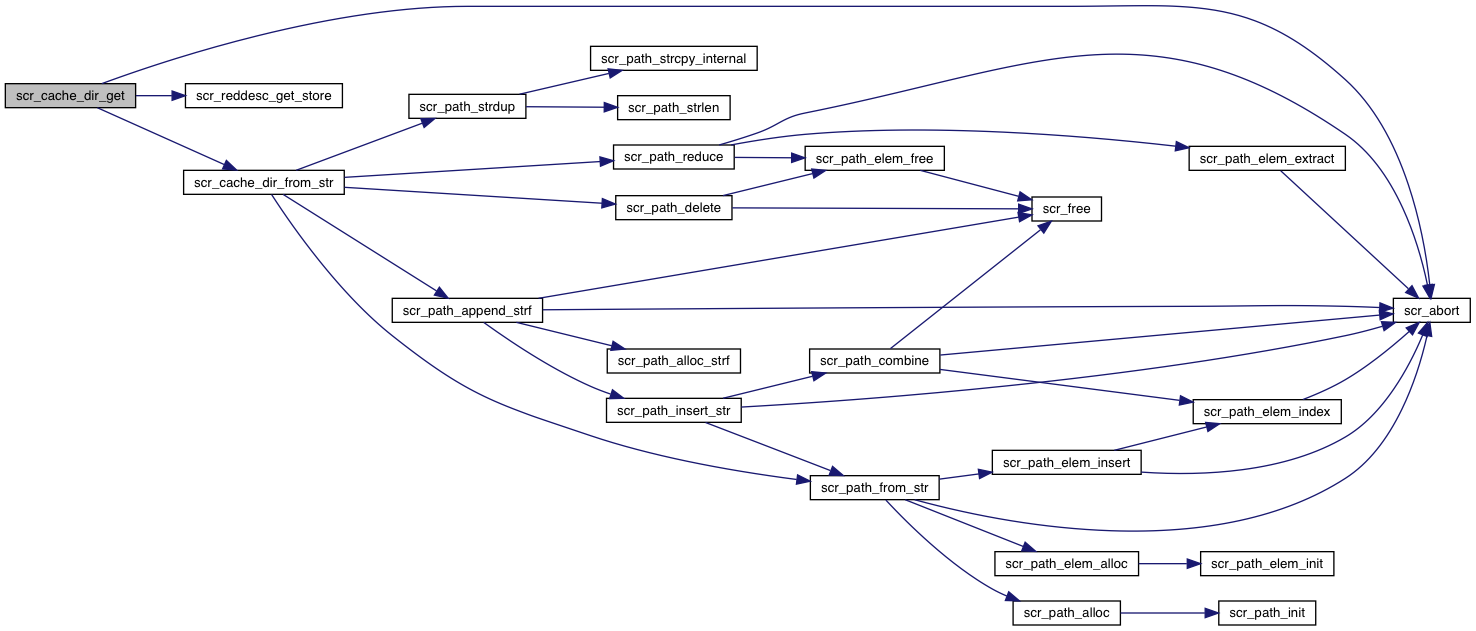 scr_cache_dir_get
scr_reddesc_get_store
scr_cache_dir_from_str
scr_path_strdup
scr_path_strcpy_internal
scr_path_strlen
scr_path_reduce
scr_path_elem_free
scr_path_elem_extract
scr_path_delete
scr_free
scr_path_append_strf
scr_abort
scr_path_alloc_strf
scr_path_combine
scr_path_insert_str
scr_path_elem_index
scr_path_elem_insert
scr_path_from_str
scr_path_elem_alloc
scr_path_elem_init
scr_path_alloc
scr_path_init